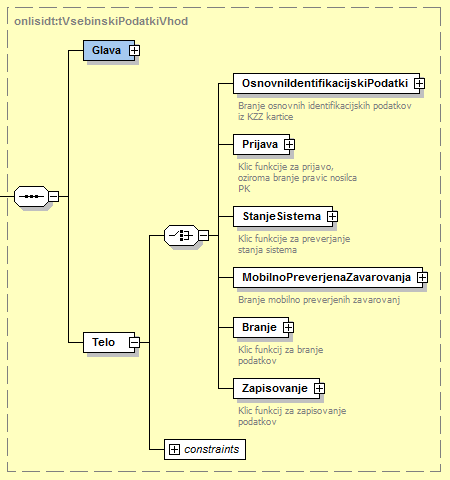 onlisidt:tVsebinskiPodatkiVhod
Glava
OsnovniIdentifikacijskiPodatki
Branje osnovnih identifikacijskih podatkov
iz KZZ kartice
Prijava
Klic funkcije za prijavo,
oziroma branje pravic nosilca
PK
StanjeSistema
Klic funkcije za preverjanje
stanja sistema
MobilnoPreverjenaZavarovanja
Branje mobilno preverjenih zavarovanj
Telo
Branje
Klic funkcij za branje
podatkov
Zapisovanje
Klic funkcij za zapisovanje
podatkov
constraints